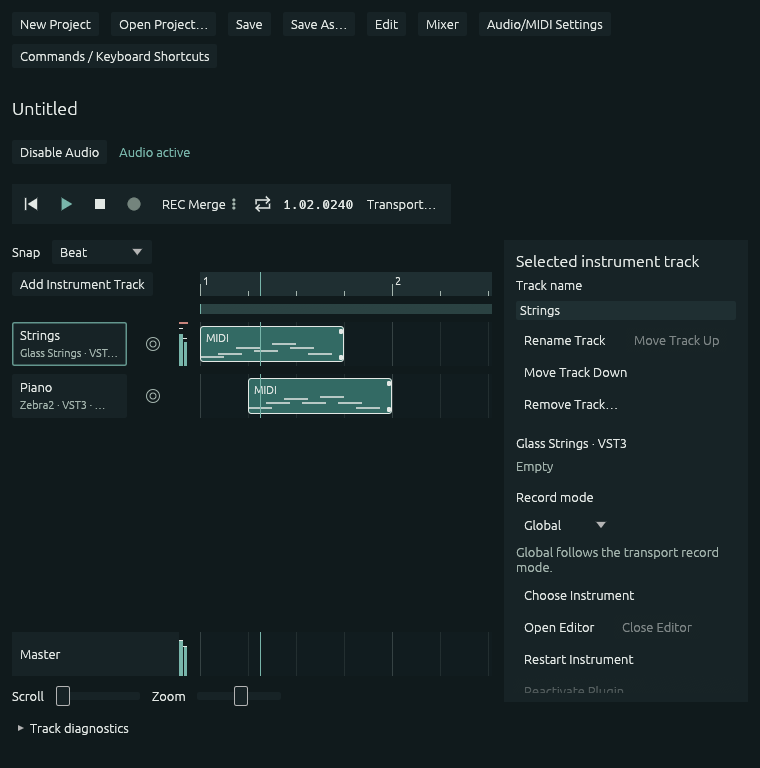 New Project Open Project... Save Save As... Edit Mixer Audio/MIDI Settings
Commands / Keyboard Shortcuts
Untitled
Disable Audio Audio active
REC Merge 1.02.0240 Transport...
Snap Beat
Add Instrument Track
1 2
Strings
Glass Strings · VST...
MIDI
Piano
Zebra2 · VST3 · ...
MIDI
Master
Scroll Zoom
Track diagnostics
Selected instrument track
Track name
Strings
Rename Track Move Track Up
Move Track Down
Remove Track...
Glass Strings · VST3
Empty
Record mode
Global
Global follows the transport record
mode.
Choose Instrument
Open Editor Close Editor
Restart Instrument
Reactivate Plugin